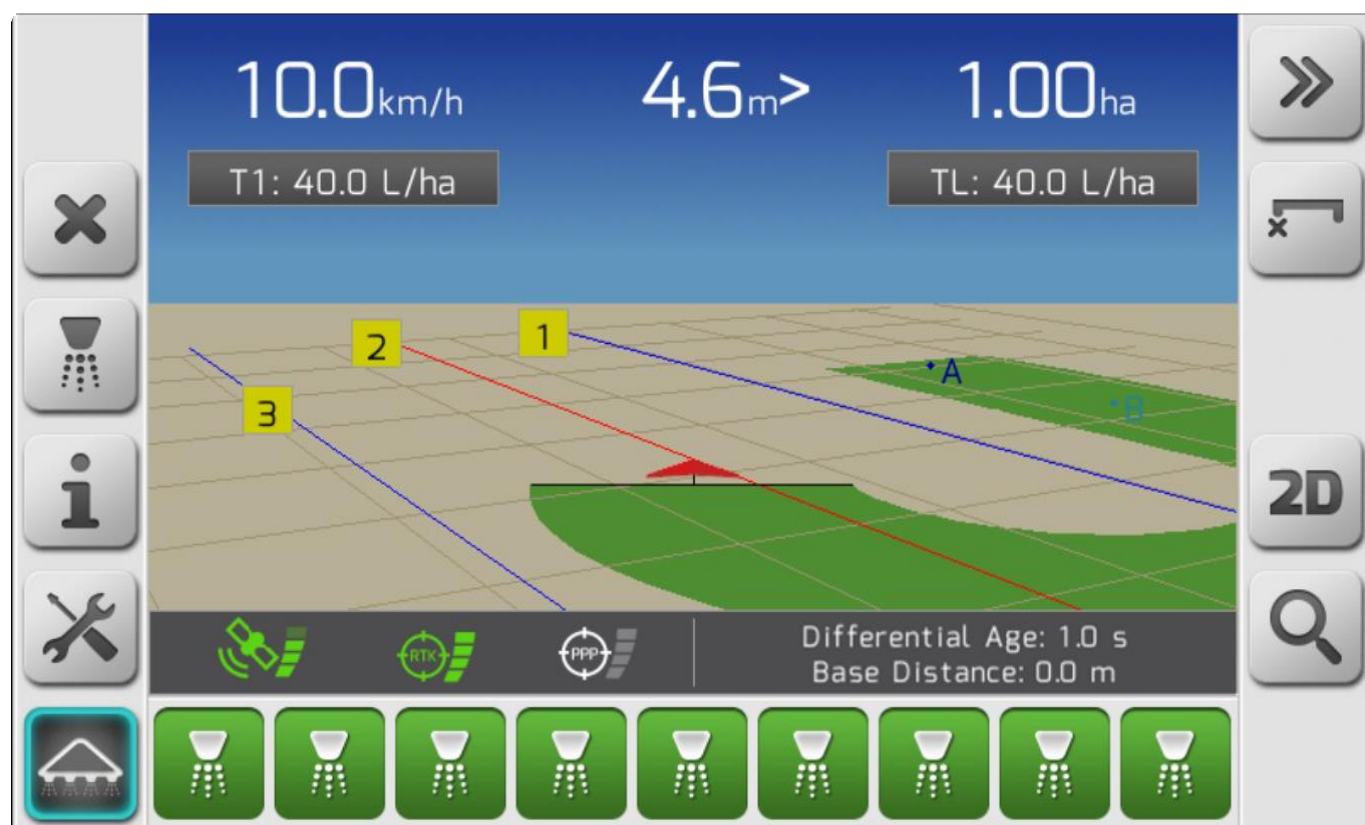 10.0km/h 4.6m> 1.00ha
T1: 40.0 L/ha TL: 40.0 L/ha
1
2
3
A
B
2D
RTK PPP
Differential Age: 1.0 s
Base Distance: 0.0 m